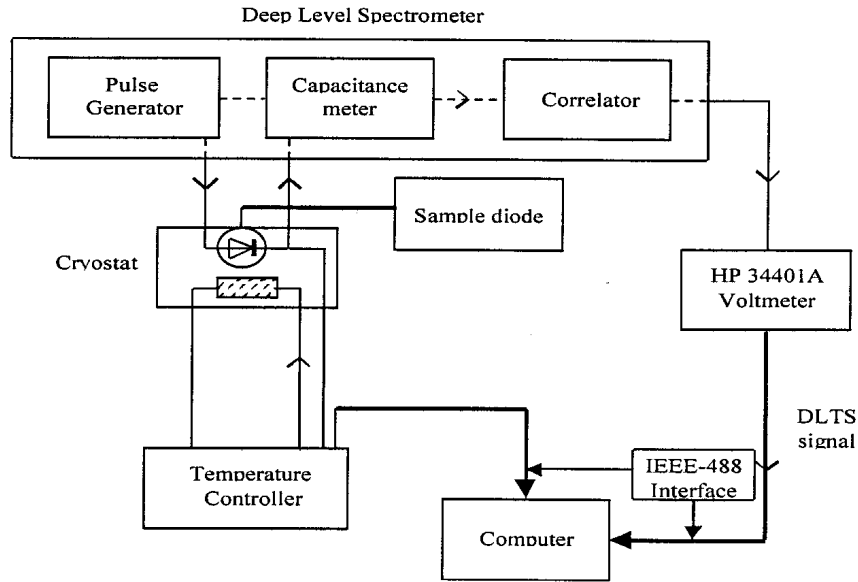 Deep Level Spectrometer
Pulse
Generator
Capacitance
meter
Correlator
Sample diode
Cryostat
HP 34401A
Voltmeter
DLTS
signal
Temperature
Controller
IEEE-488
Interface
Computer